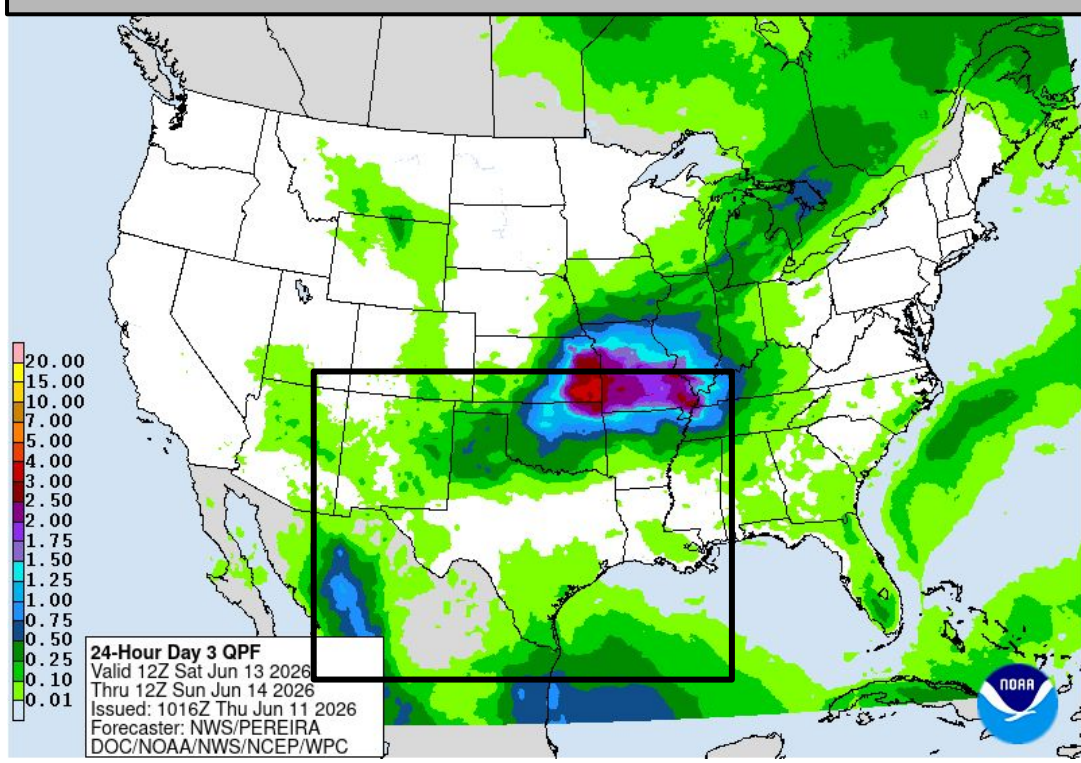 20.00
15.00
10.00
7.00
5.00
4.00
3.00
2.50
2.00
1.75
1.50
1.25
1.00
0.75
0.50
0.25
0.10
0.01
24-Hour Day 3 QPF
Valid 12Z Sat Jun 13 2026
Thru 12Z Sun Jun 14 2026
Issued: 1016Z Thu Jun 11 2026
Forecaster: NWS/PEREIRA
DOC/NOAA/NWS/NCEP/WPC
NOAA